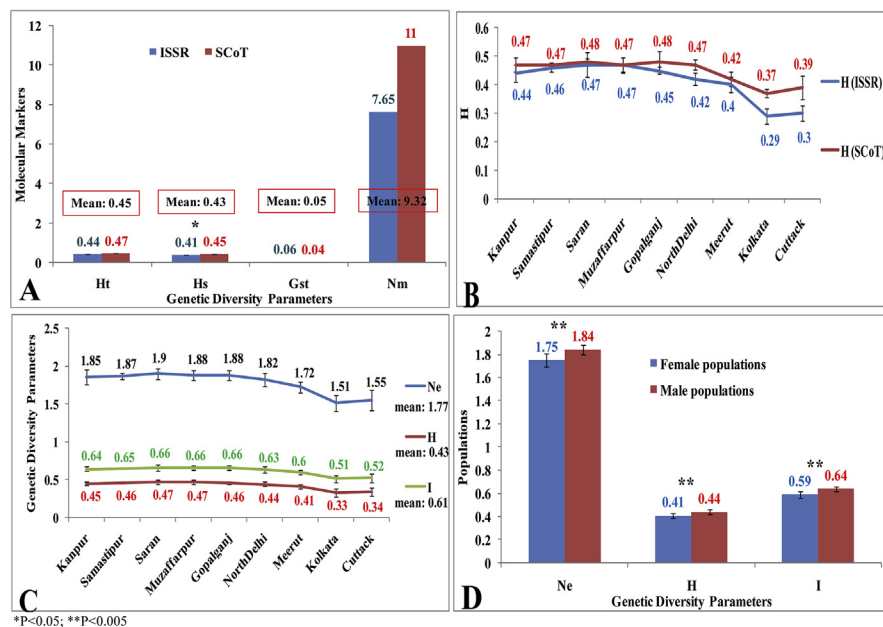 12
10
8
6
4
2
0
Molecular Markers
ISSR
SCoT
11
7.65
Mean: 0.45
Mean: 0.43
Mean: 0.05
Mean: 9.32
*
0.44
0.47
0.41
0.45
0.06
0.04
Ht
Hs
Gst
Nm
Genetic Diversity Parameters
A
0.6
0.5
0.4
0.3
0.2
0.1
0
H
0.47
0.47
0.48
0.47
0.48
0.47
0.42
0.37
0.39
0.44
0.46
0.47
0.47
0.45
0.42
0.4
0.29
0.3
H (ISSR)
H (SCoT)
Kanpur
Samastipur
Saran
Muzaffarpur
Gopalganj
NorthDelhi
Meerut
Kolkata
Cuttack
B
2.5
2
1.5
1
0.5
0
Genetic Diversity Parameters
1.85
1.87
1.9
1.88
1.88
1.82
1.72
1.51
1.55
0.64
0.65
0.66
0.66
0.66
0.63
0.6
0.51
0.52
0.45
0.46
0.47
0.47
0.46
0.44
0.41
0.33
0.34
Ne
mean: 1.77
H
mean: 0.43
I
mean: 0.61
Kanpur
Samastipur
Saran
Muzaffarpur
Gopalganj
NorthDelhi
Meerut
Kolkata
Cuttack
C
2
1.8
1.6
1.4
1.2
1
0.8
0.6
0.4
0.2
0
Populations
**
1.75
1.84
Female populations
Male populations
**
0.41
0.44
**
0.59
0.64
Ne
H
I
Genetic Diversity Parameters
D
*P<0.05; **P<0.005